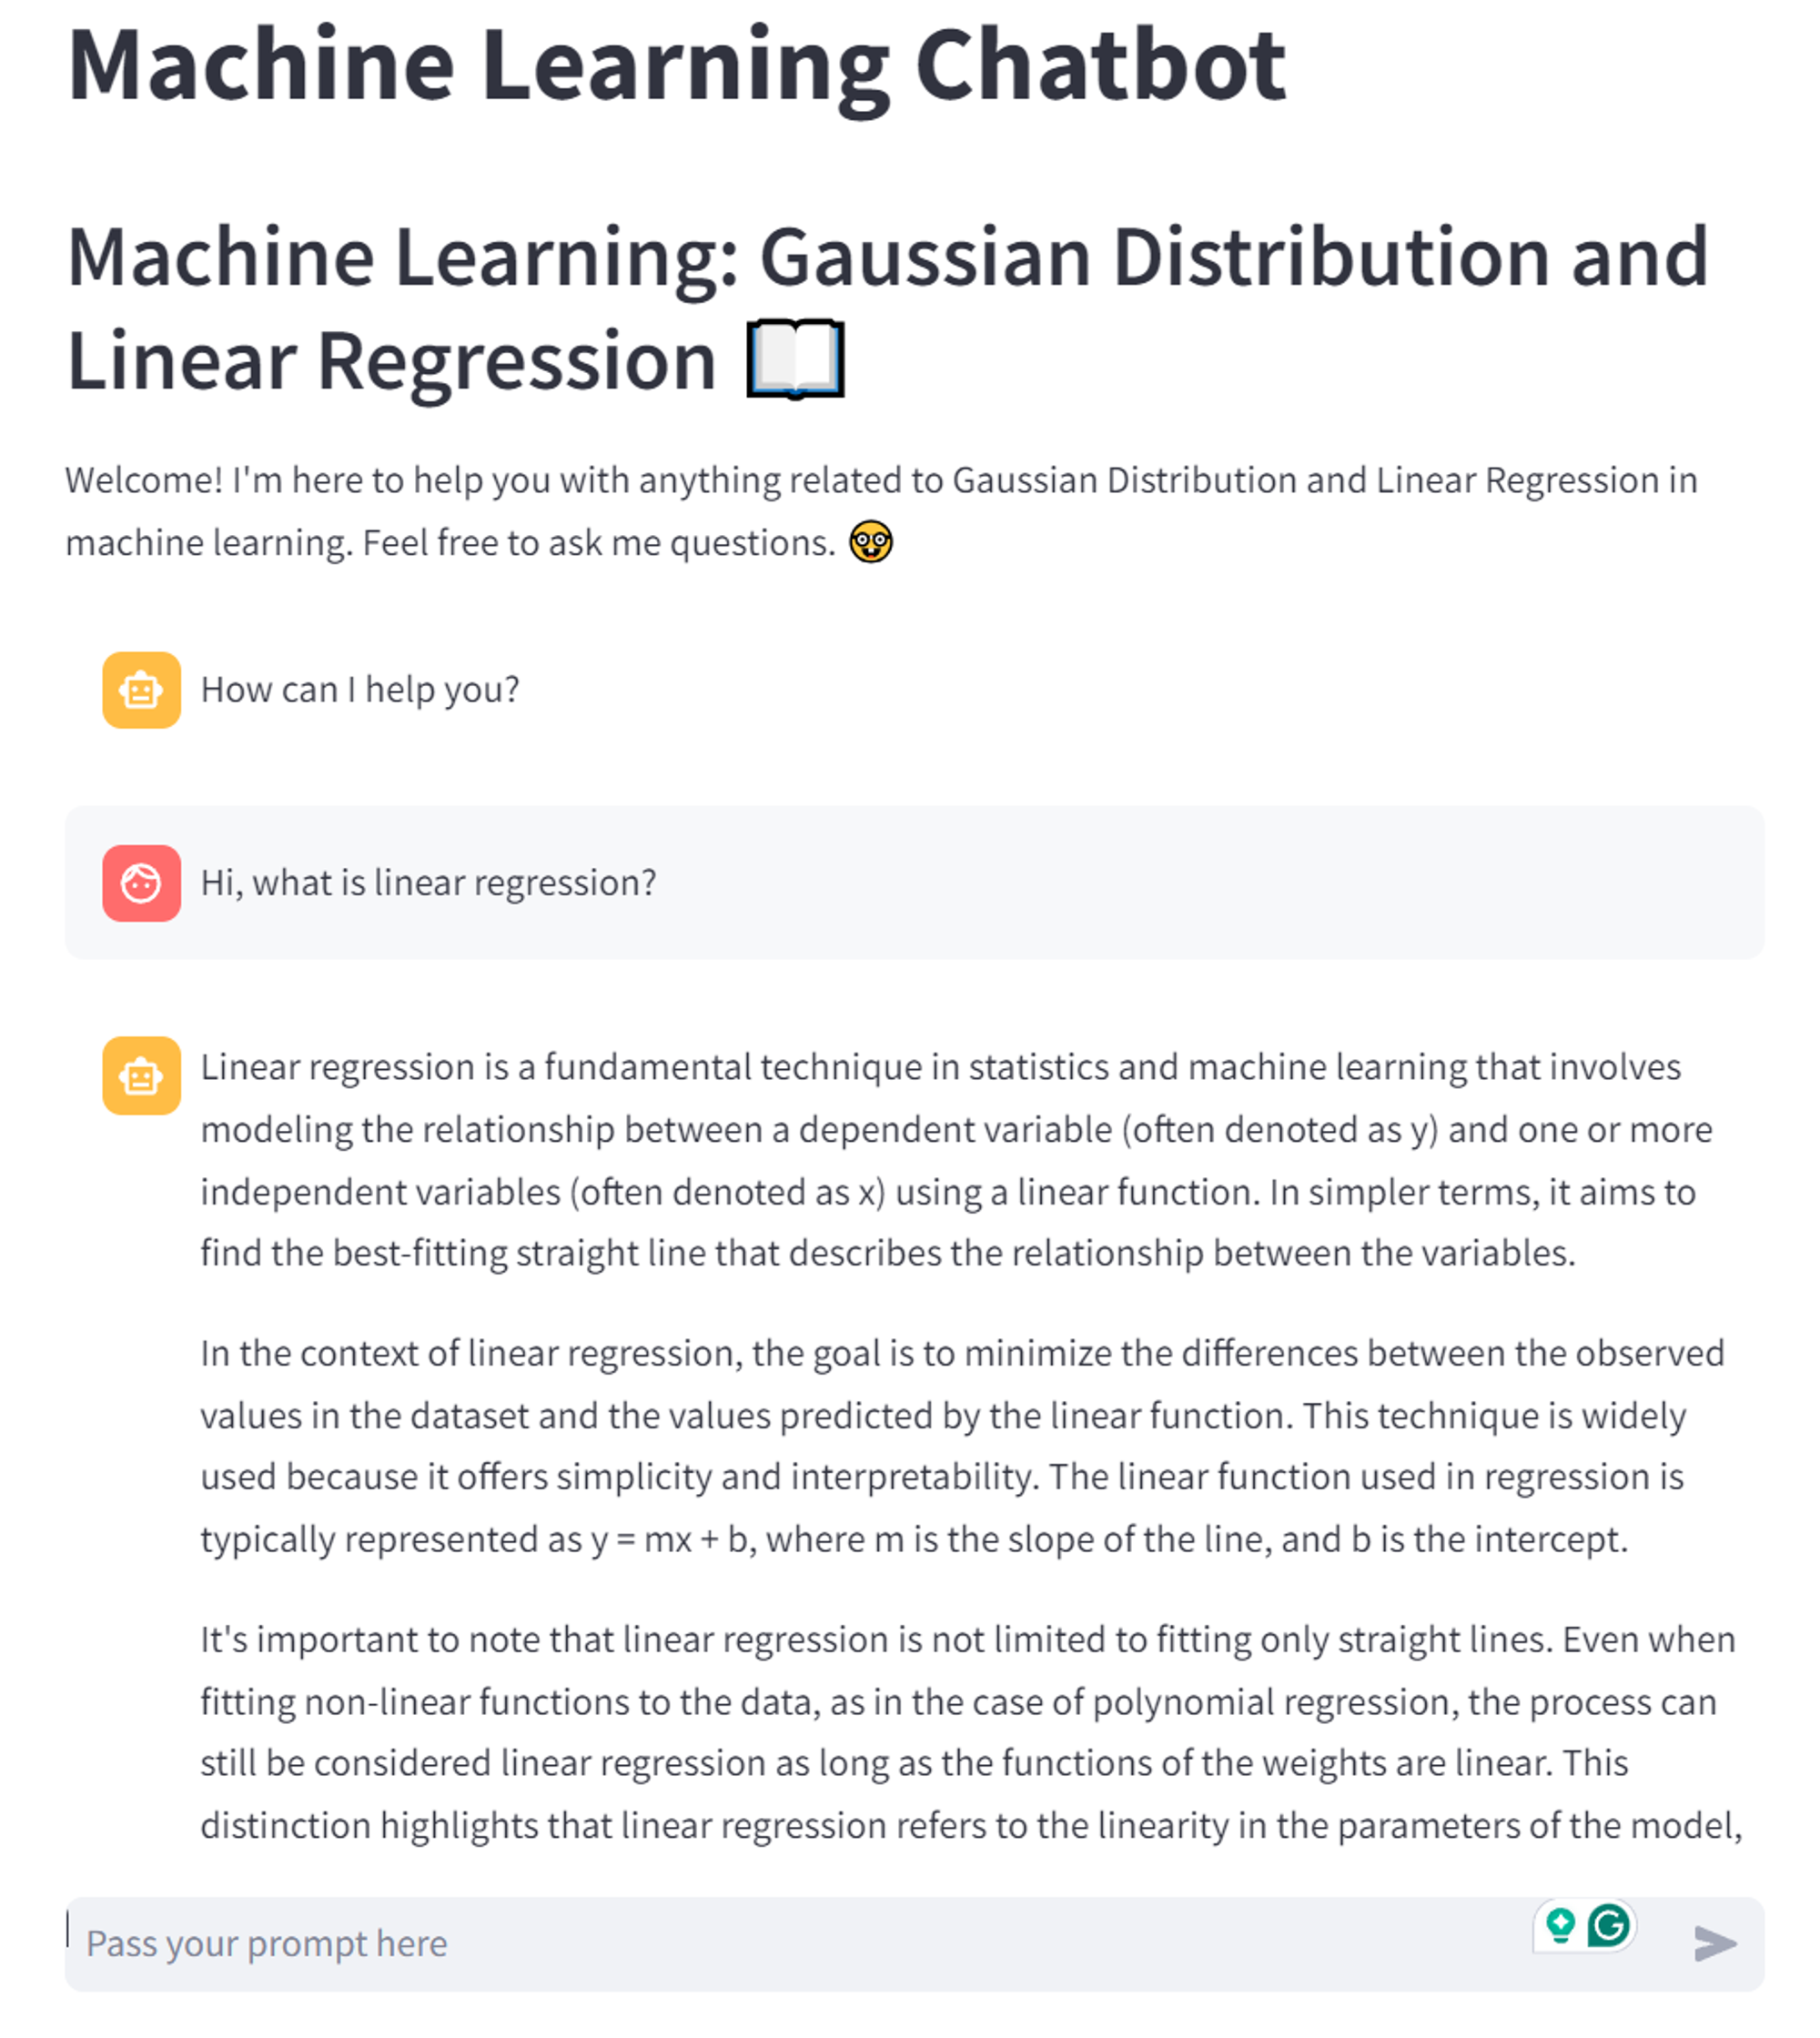 Machine Learning Chatbot
Machine Learning: Gaussian Distribution and
Linear Regression 📖
Welcome! I'm here to help you with anything related to Gaussian Distribution and Linear Regression in
machine learning. Feel free to ask me questions. 🤓
How can I help you?
Hi, what is linear regression?
Linear regression is a fundamental technique in statistics and machine learning that involves
modeling the relationship between a dependent variable (often denoted as y) and one or more
independent variables (often denoted as x) using a linear function. In simpler terms, it aims to
find the best-fitting straight line that describes the relationship between the variables.
In the context of linear regression, the goal is to minimize the differences between the observed
values in the dataset and the values predicted by the linear function. This technique is widely
used because it offers simplicity and interpretability. The linear function used in regression is
typically represented as y = mx + b, where m is the slope of the line, and b is the intercept.
It's important to note that linear regression is not limited to fitting only straight lines. Even when
fitting non-linear functions to the data, as in the case of polynomial regression, the process can
still be considered linear regression as long as the functions of the weights are linear. This
distinction highlights that linear regression refers to the linearity in the parameters of the model,
Pass your prompt here